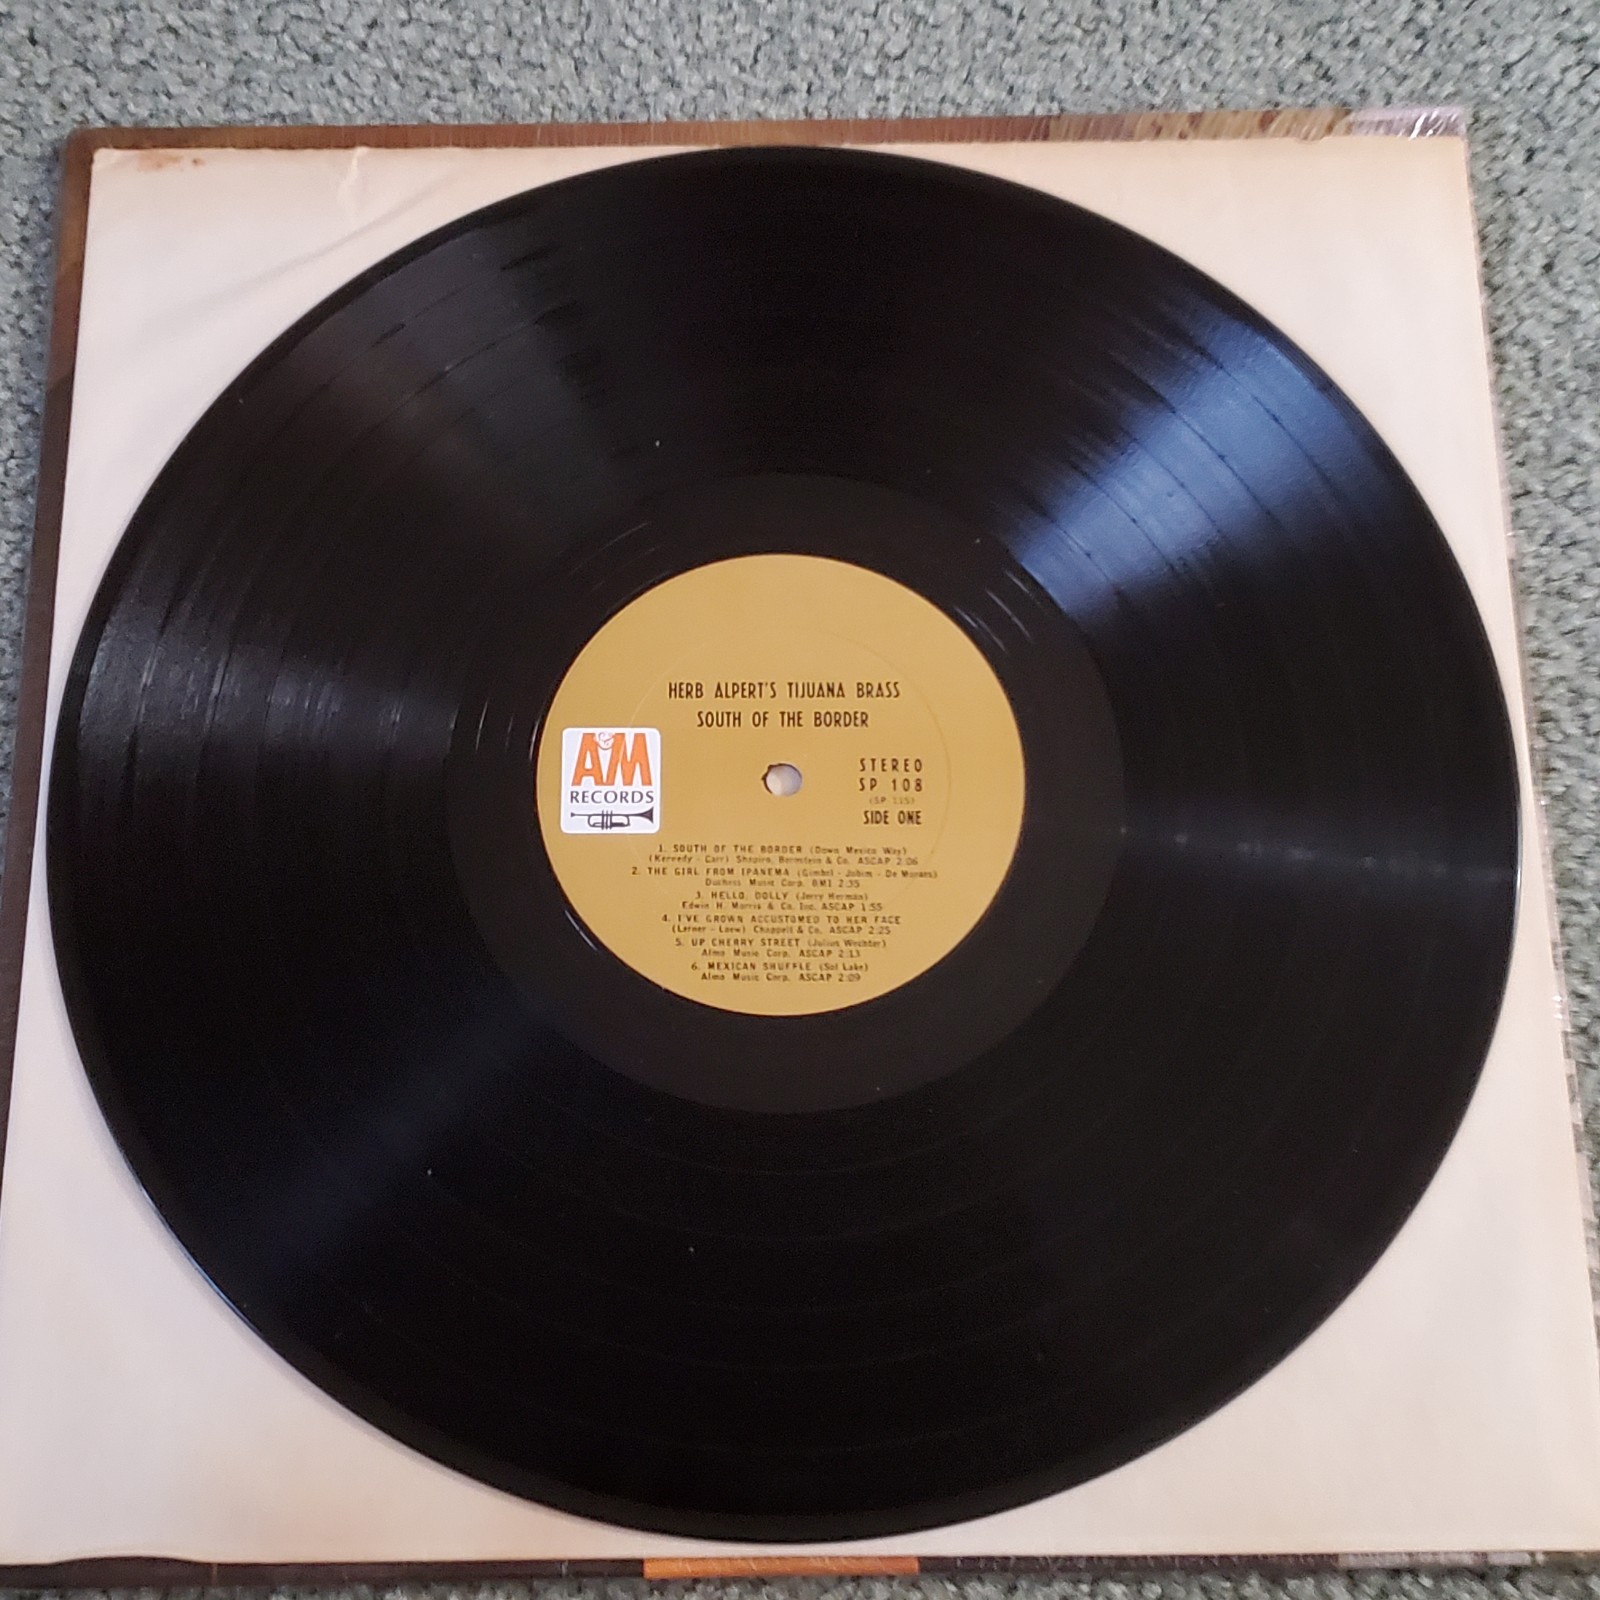 HERB ALPERT'S TIJUANA BRASS
SOUTH OF THE BORDER
A&M
RECORDS
STEREO
SP 108
(SP 115)
SIDE ONE
1. SOUTH OF THE BORDER (Down Mexico Way)
(Kennedy - Carr) Shapiro, Bernstein & Co. ASCAP 2:06
2. THE GIRL FROM IPANEMA (Gimbel - Jobim - De Moraes)
Duchess Music Corp. BMI 2:35
3. HELLO, DOLLY (Jerry Herman)
Edwin H. Morris & Co. Inc. ASCAP 1:55
4. I'VE GROWN ACCUSTOMED TO HER FACE
(Lerner - Loew) Chappell & Co. ASCAP 2:25
5. UP CHERRY STREET (Julius Wechter)
Almo Music Corp. ASCAP 2:13
6. MEXICAN SHUFFLE (Sol Lake)
Almo Music Corp. ASCAP 2:09